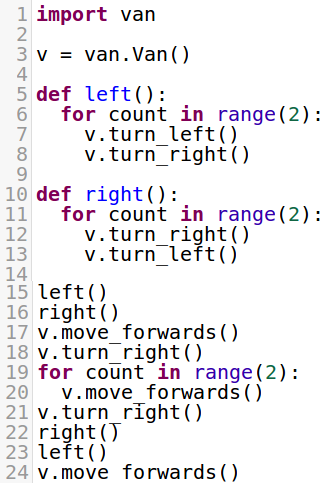 1 import van
2
3 v = van.Van()
4
5 def left():
6   for count in range(2):
7     v.turn_left()
8     v.turn_right()
9
10 def right():
11   for count in range(2):
12     v.turn_right()
13     v.turn_left()
14
15 left()
16 right()
17 v.move_forwards()
18 v.turn_right()
19 for count in range(2):
20   v.move_forwards()
21 v.turn_right()
22 right()
23 left()
24 v.move_forwards()